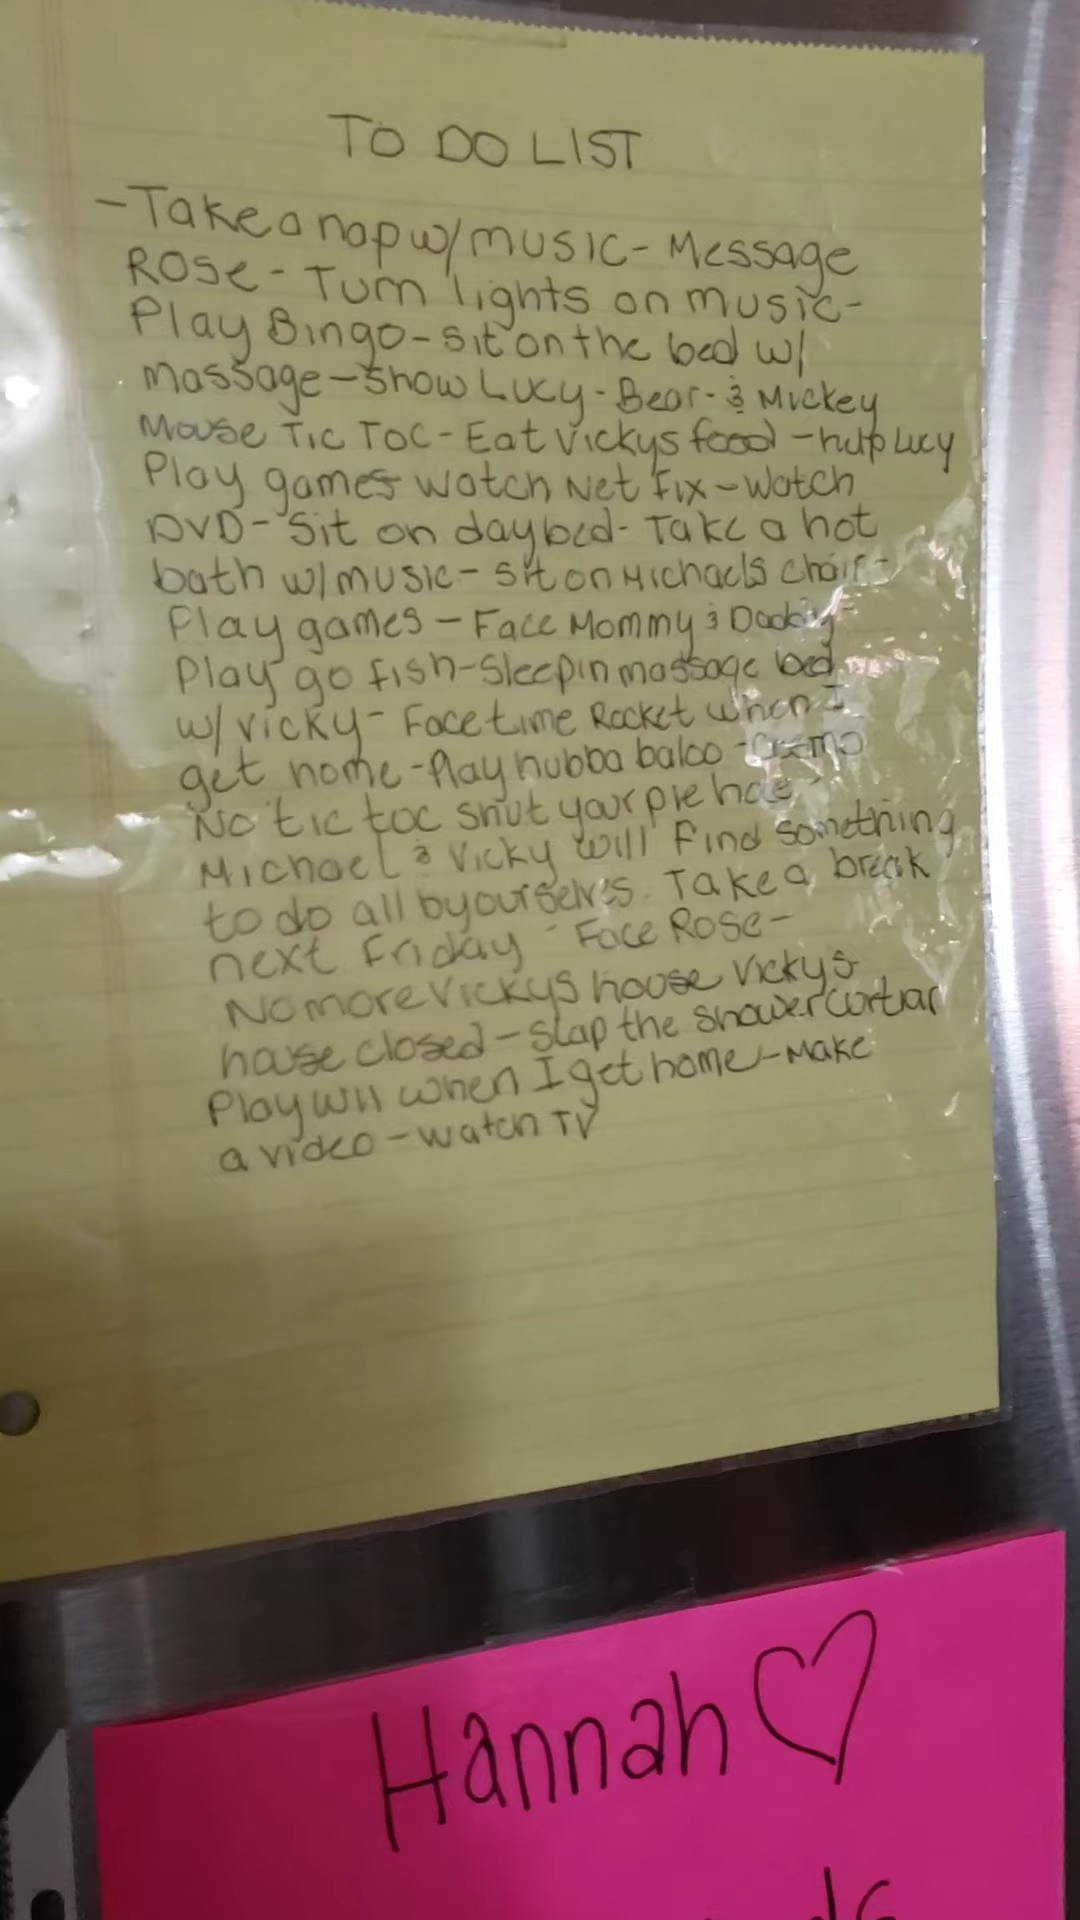 TO DO LIST
-Take a nap w/ music- Message
Rose - Turn lights on music-
Play Bingo-sit on the bed w/
massage-Show Lucy-Bear-& Mickey
Mouse Tic Toc-Eat Vickys food -help Lucy
Play games watch Net Fix-Watch
DVD- Sit on daybed- Take a hot
bath w/music- sit on Michaels chair-
Play games - Face Mommy & Daddy
Play go fish-Sleep in massage bed
w/ Vicky- Facetime Rocket when I
get home-Play hubba baloo -
No tic toc shut your pie hole
Michael & Vicky will find something
to do all by ourselves. Take a break
next Friday - Face Rose-
No more Vickys house Vickys
house closed-slap the shower
Play WII when I get home-Make
a video-watch TV
Hannah